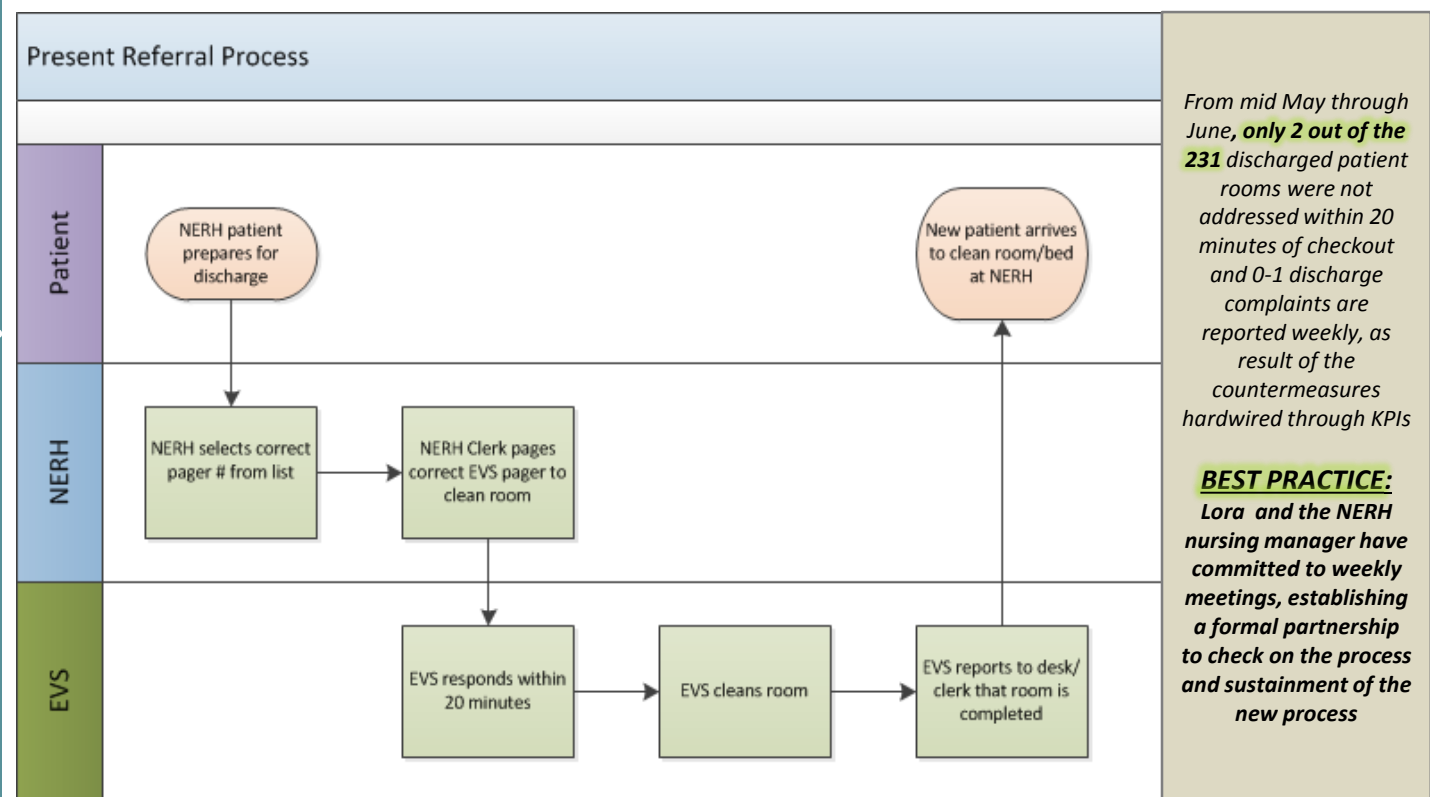 Present Referral Process
Patient
NERH patient
prepares for
discharge
New patient arrives
to clean room/bed
at NERH
NERH
NERH selects correct
pager # from list
NERH Clerk pages
correct EVS pager to
clean room
EVS
EVS responds within
20 minutes
EVS cleans room
EVS reports to desk/
clerk that room is
completed
From mid May through
June, only 2 out of the
231 discharged patient
rooms were not
addressed within 20
minutes of checkout
and 0-1 discharge
complaints are
reported weekly, as
result of the
countermeasures
hardwired through KPIs
BEST PRACTICE:
Lora and the NERH
nursing manager have
committed to weekly
meetings, establishing
a formal partnership
to check on the process
and sustainment of the
new process